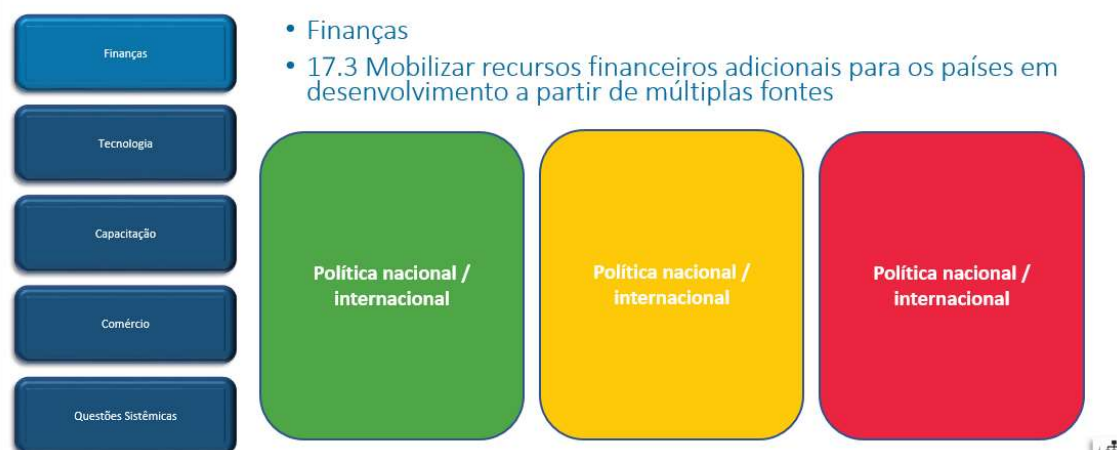 Finanças
Tecnologia
Capacitação
Comércio
Questões Sistêmicas
• Finanças
• 17.3 Mobilizar recursos financeiros adicionais para os países em
desenvolvimento a partir de múltiplas fontes
Política nacional /
internacional
Política nacional /
internacional
Política nacional /
internacional